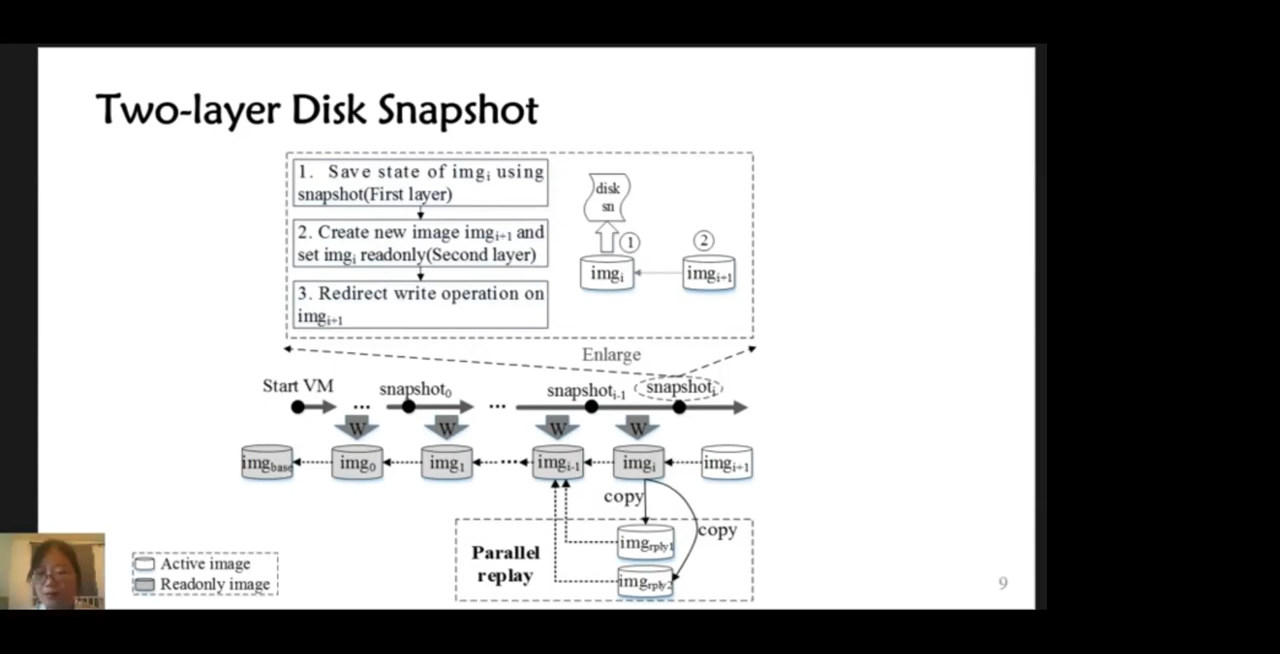 Two-layer Disk Snapshot
1. Save state of imgi using
snapshot(First layer)
2. Create new image imgi+1 and
set imgi readonly(Second layer)
3. Redirect write operation on
imgi+1
disk
sn
1
2
imgi
imgi+1
Enlarge
Start VM
...
snapshot0
...
snapshoti-1
snapshoti
W
W
W
W
imgbase
img0
img1
...
imgi-1
imgi
imgi+1
copy
copy
Parallel
replay
imgrply1
imgrply2
Active image
Readonly image
9